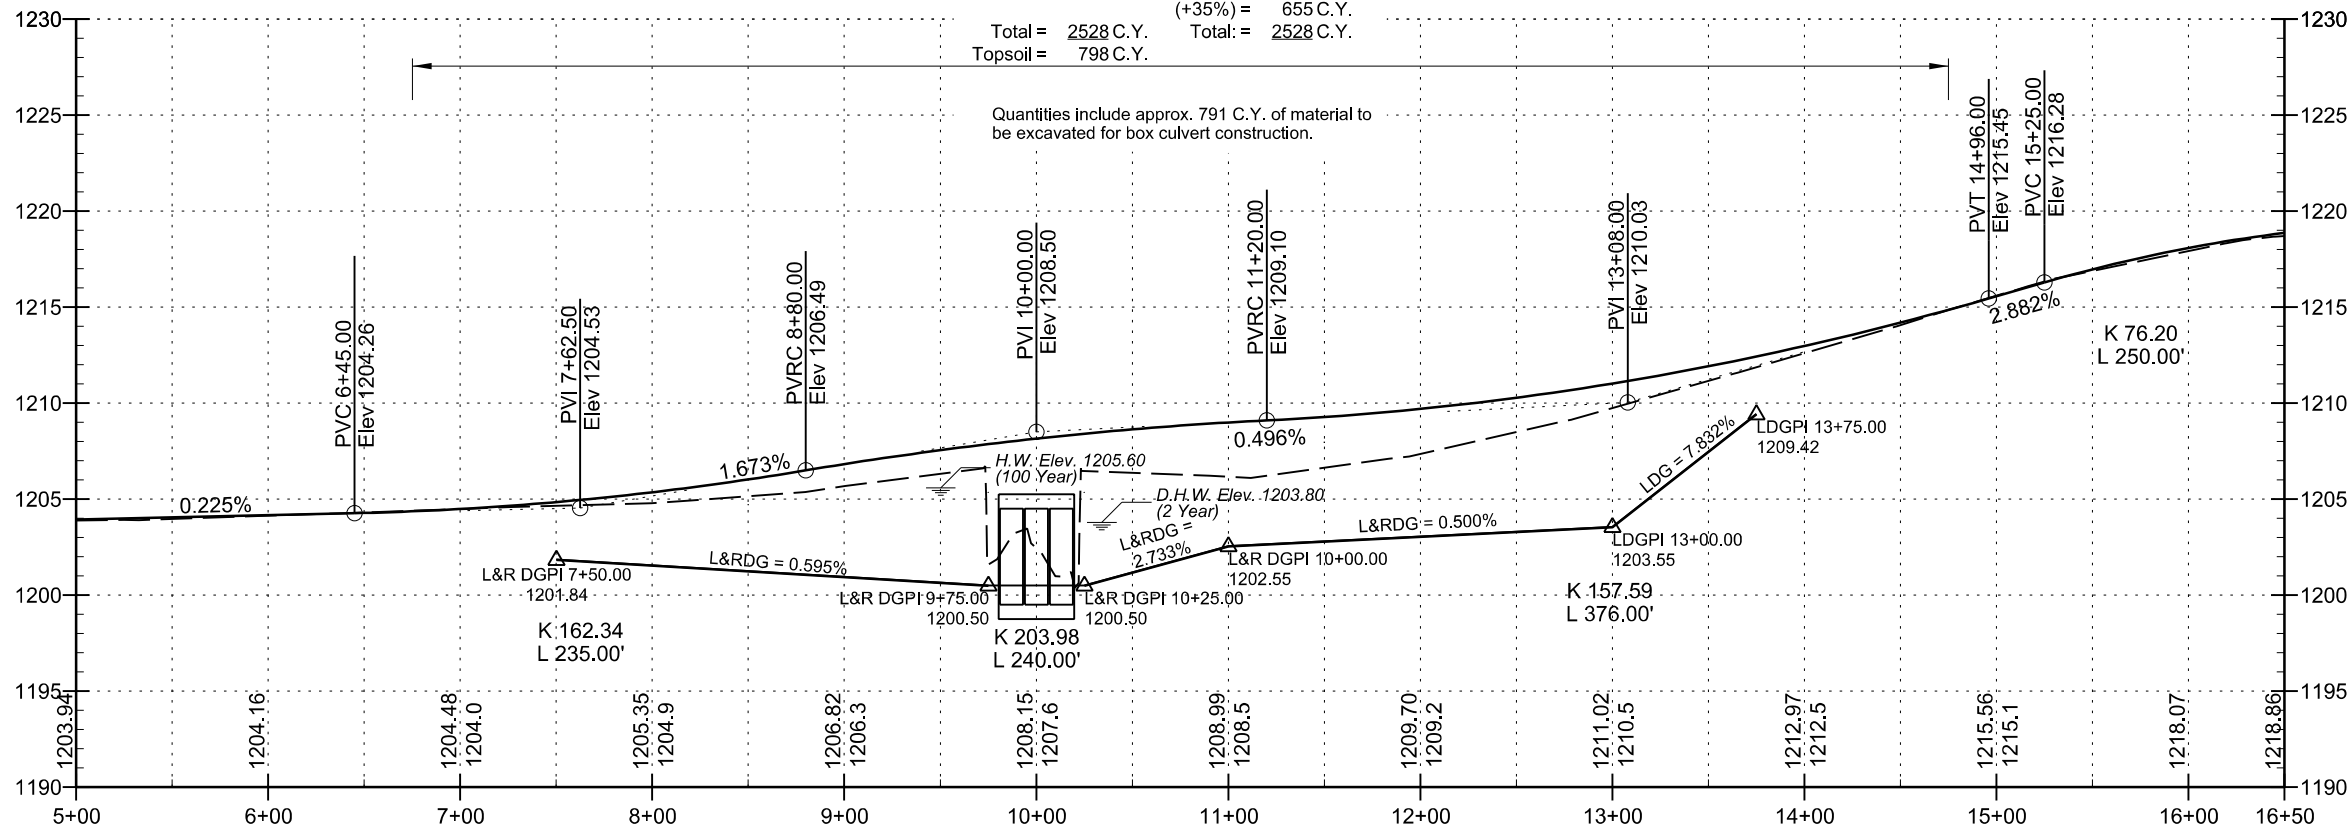 (+35%) = 655 C.Y.
Total = 2528 C.Y. Total: = 2528 C.Y.
Topsoil = 798 C.Y.
Quantities include approx. 791 C.Y. of material to
be excavated for box culvert construction.
1230
1225
1220
1215
1210
1205
1200
1195
1190
1230
1225
1220
1215
1210
1205
1200
1195
1190
PVC 6+45.00
Elev 1204.26
PVI 7+62.50
Elev 1204.53
PVRC 8+80.00
Elev 1206.49
PVI 10+00.00
Elev 1208.50
PVRC 11+20.00
Elev 1209.10
PVI 13+08.00
Elev 1210.03
PVT 14+96.00
Elev 1215.45
PVC 15+25.00
Elev 1216.28
0.225%
1.673%
0.496%
2.882%
K 76.20
L 250.00'
H.W. Elev. 1205.60
(100 Year)
D.H.W. Elev. 1203.80
(2 Year)
L&RDG = 0.595%
L&RDG =
2.733%
L&RDG = 0.500%
LDG = 7.832%
L&R DGPI 7+50.00
1201.84
L&R DGPI 9+75.00
1200.50
L&R DGPI 10+25.00
1200.50
L&R DGPI 10+00.00
1202.55
LDGPI 13+00.00
1203.55
LDGPI 13+75.00
1209.42
K 162.34
L 235.00'
K 203.98
L 240.00'
K 157.59
L 376.00'
1203.94
1204.16
1204.48
1204.0
1205.35
1204.9
1206.82
1206.3
1208.15
1207.6
1208.99
1208.5
1209.70
1209.2
1211.02
1210.5
1212.97
1212.5
1215.56
1215.1
1218.07
1218.86
5+00 6+00 7+00 8+00 9+00 10+00 11+00 12+00 13+00 14+00 15+00 16+00 16+50